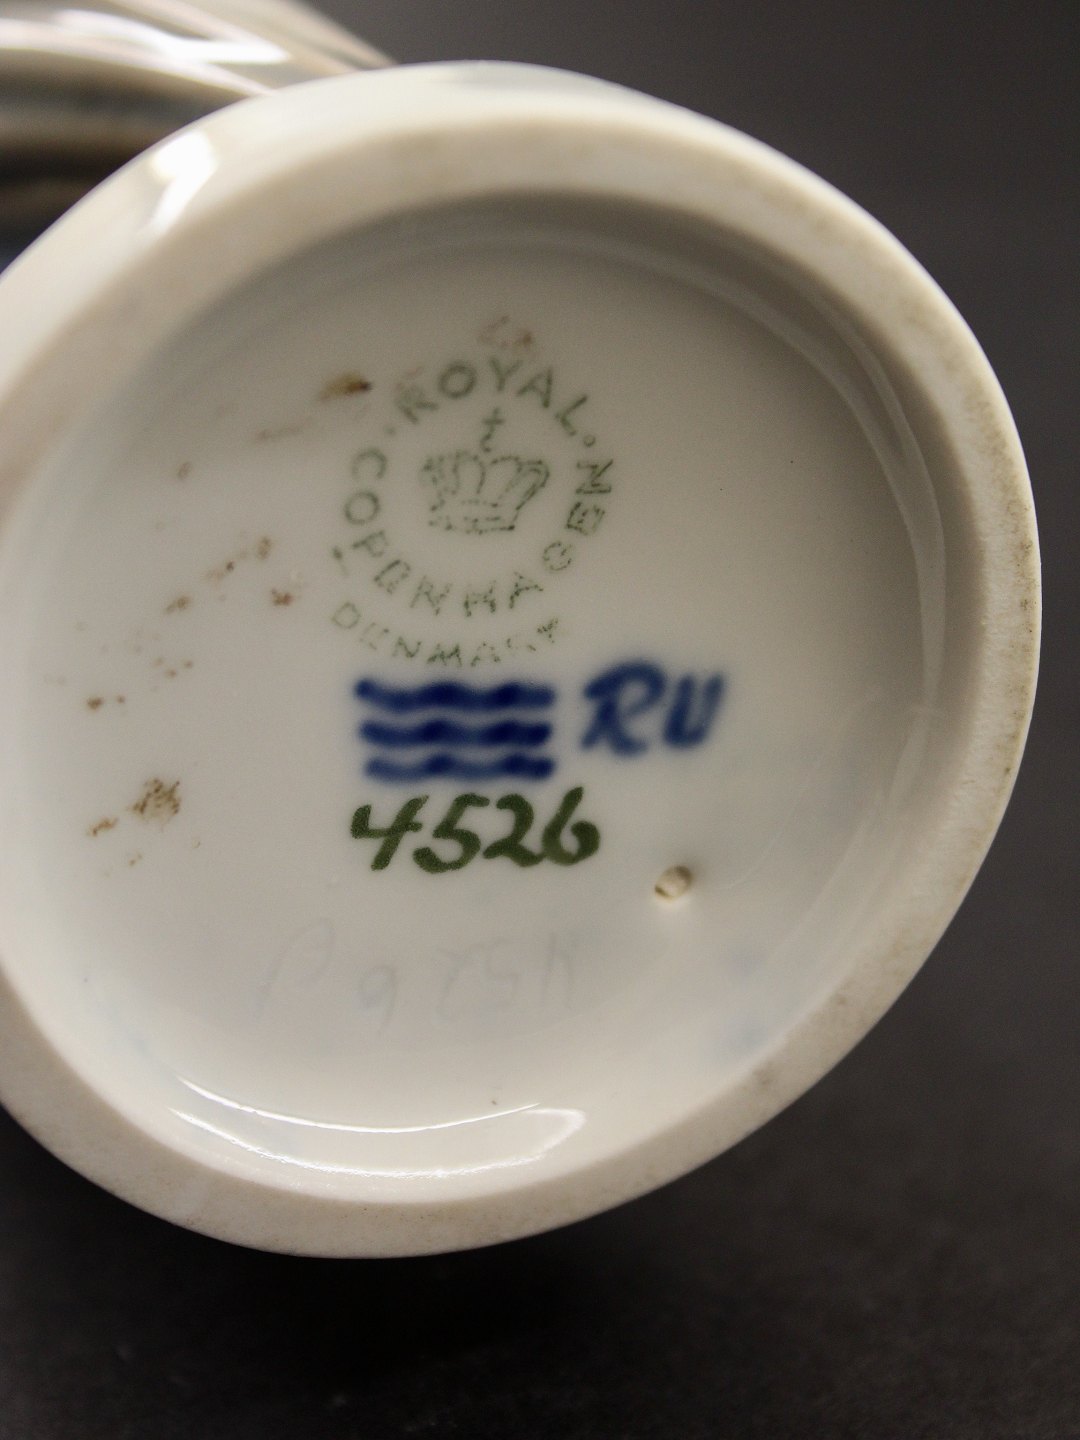 ROYAL
COPENHAGEN
DENMARK
RU
4526